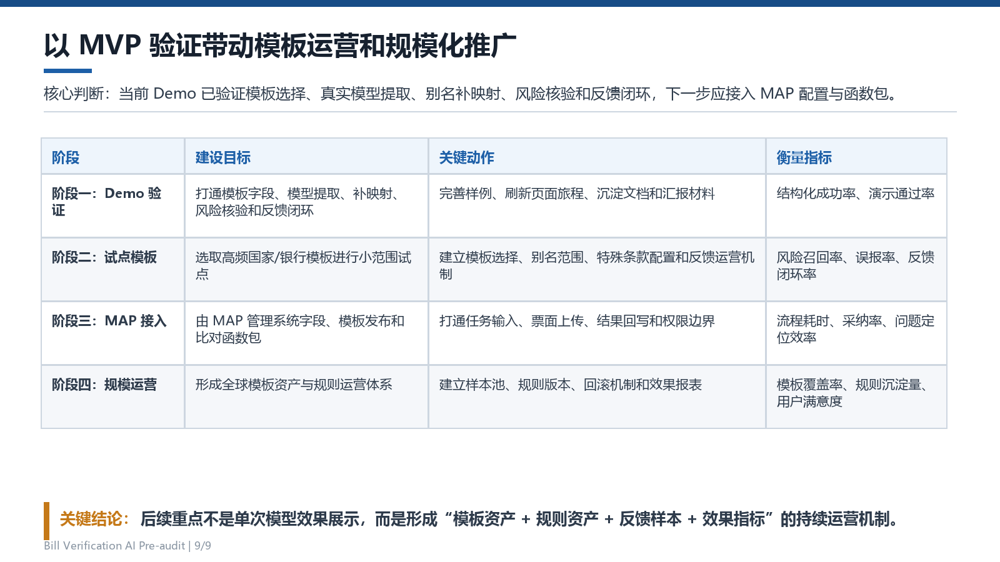 以 MVP 验证带动模板运营和规模化推广
核心判断：当前 Demo 已验证模板选择、真实模型提取、别名补映射、风险核验和反馈闭环，下一步应接入 MAP 配置与函数包。
阶段
建设目标
关键动作
衡量指标
阶段一：Demo 验
证
打通模板字段、模型提取、补映射、
风险核验和反馈闭环
完善样例、刷新页面旅程、沉淀文档和汇报材料
结构化成功率、演示通过率
阶段二：试点模板
选取高频国家/银行模板进行小范围试
点
建立模板选择、别名范围、特殊条款配置和反馈运营机
制
风险召回率、误报率、反馈
闭环率
阶段三：MAP 接入
由 MAP 管理系统字段、模板发布和
比对函数包
打通任务输入、票面上传、结果回写和权限边界
流程耗时、采纳率、问题定
位效率
阶段四：规模运营
形成全球模板资产与规则运营体系
建立样本池、规则版本、回滚机制和效果报表
模板覆盖率、规则沉淀量、
用户满意度
关键结论： 后续重点不是单次模型效果展示，而是形成“模板资产 + 规则资产 + 反馈样本 + 效果指标”的持续运营机制。
Bill Verification AI Pre-audit | 9/9